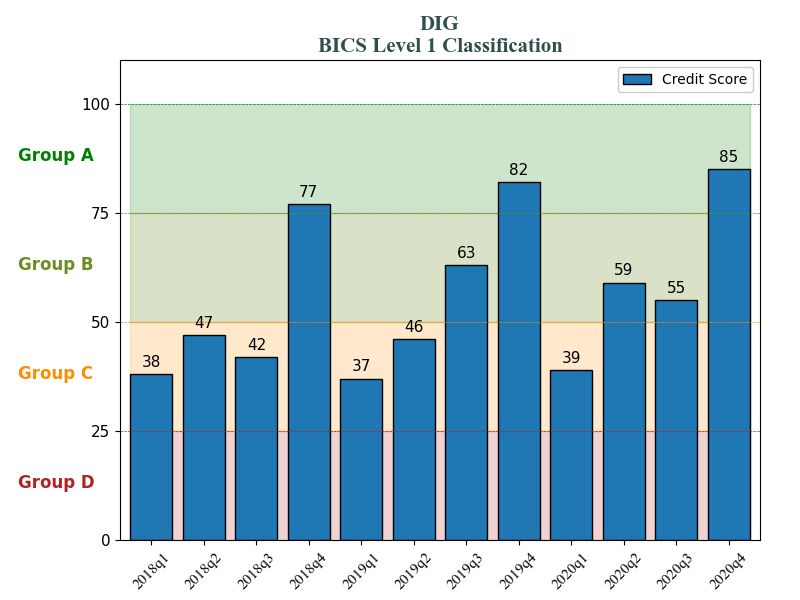 DIG
BICS Level 1 Classification
Credit Score
100
75
50
25
0
Group A
Group B
Group C
Group D
38
47
42
77
37
46
63
82
39
59
55
85
2018q1
2018q2
2018q3
2018q4
2019q1
2019q2
2019q3
2019q4
2020q1
2020q2
2020q3
2020q4